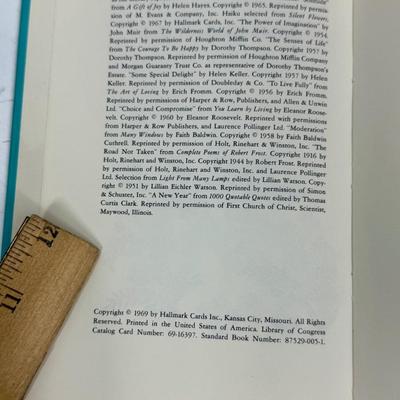 from A Gift of Joy by Helen Hayes. Copyright © 1965. Reprinted by per-
mission of M. Evans & Company, Inc. Haiku selected from Silent Flowers,
Copyright © 1967 by Hallmark Cards, Inc. "The Power of Imagination" by
John Muir from The Wilderness World of John Muir. Copyright © 1954.
Reprinted by permission of Houghton Mifflin Co. "The Senses of Life"
from The Courage To Be Happy by Dorothy Thompson. Copyright © 1957
by Dorothy Thompson. Reprinted by permission of Houghton Mifflin Company
and Morgan Guaranty Trust Co. as representative of Dorothy Thompson's
Estate. "Some Special Delight" by Helen Keller. Copyright © 1957 by Helen
Keller. Reprinted by permission of Doubleday & Co. "To Live Fully" from
The Art of Loving by Erich Fromm. Copyright © 1956 by Erich Fromm.
Reprinted by permission of Harper & Row, Publishers, and Allen & Unwin
Ltd. "Choice and Compromise" from You Learn by Living by Eleanor Roose-
velt. Copyright © 1960 by Eleanor Roosevelt. Reprinted with permissions
from Harper & Row Publishers, and Laurence Pollinger Ltd. "Moderation"
from Many Windows by Faith Baldwin. Copyright © 1958 by Faith Baldwin
Cuthrell. Reprinted by permission of Holt, Rinehart & Winston, Inc. "The
Road Not Taken" from Complete Poems of Robert Frost. Copyright 1916 by
Holt, Rinehart and Winston, Inc. Copyright 1944 by Robert Frost. Reprinted
by permission of Holt, Rinehart and Winston, Inc. and Laurence Pollinger
Ltd. Selection from Light From Many Lamps edited by Lillian Watson. Copy-
right © 1951 by Lillian Eichler Watson. Reprinted by permission of Simon
& Schuster, Inc. "A New Year" from 1000 Quotable Quotes edited by Thomas
Curtis Clark. Reprinted by permission of First Church of Christ, Scientist,
Maywood, Illinois.
Copyright © 1969 by Hallmark Cards Inc., Kansas City, Missouri. All Rights
Reserved. Printed in the United States of America. Library of Congress
Catalog Card Number: 69-16397. Standard Book Number: 87529-005-1.
12
11